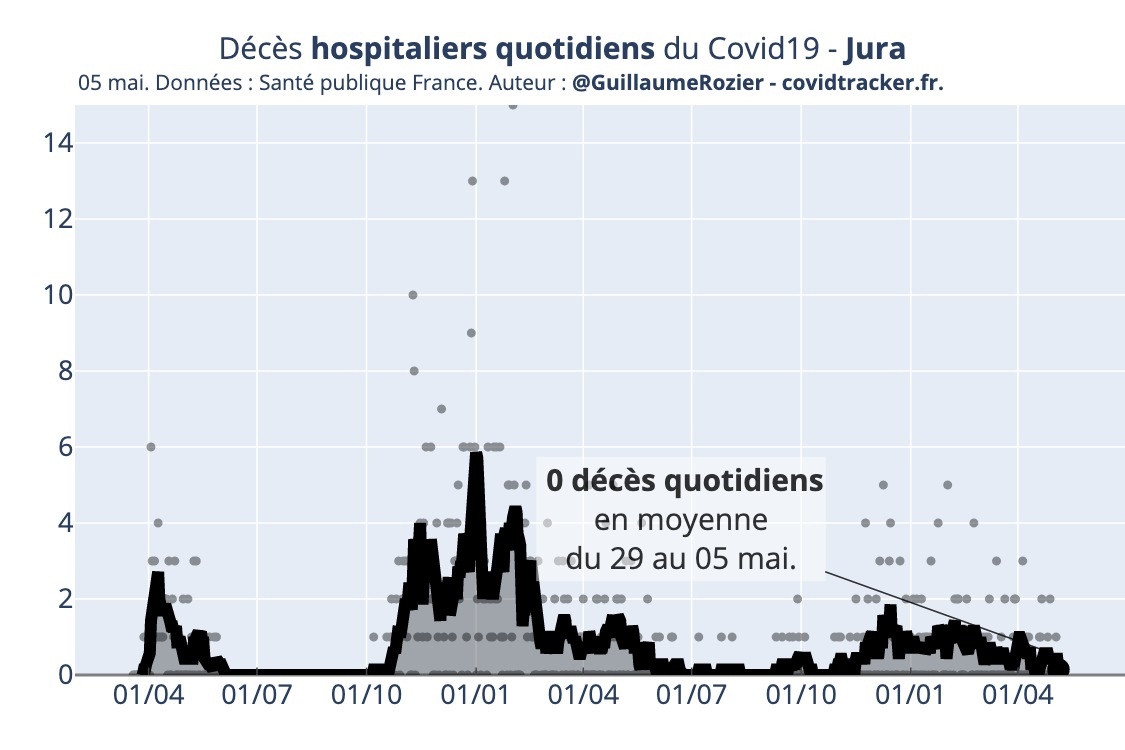 Décès hospitaliers quotidiens du Covid19 - Jura
05 mai. Données : Santé publique France. Auteur : @GuillaumeRozier - covidtracker.fr.
14
12
10
8
6
4
2
0
0 décès quotidiens
en moyenne
du 29 au 05 mai.
01/04 01/07 01/10 01/01 01/04 01/07 01/10 01/01 01/04